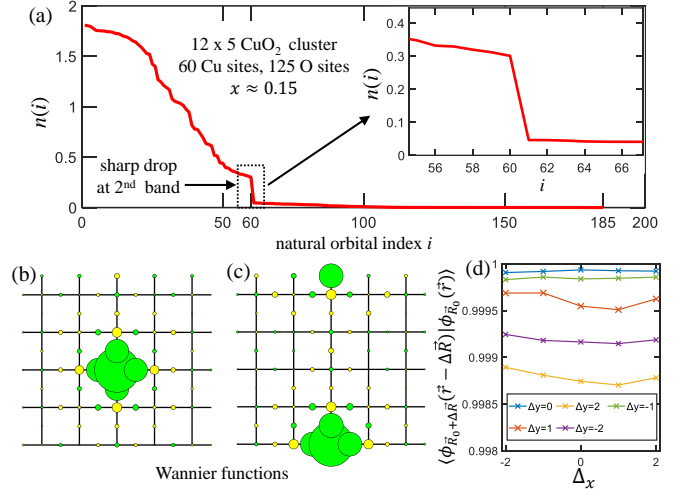 (a)
2
1.5
1
0.5
0
n(i)
12 x 5 CuO₂ cluster
60 Cu sites, 125 O sites
x ≈ 0.15
sharp drop
at 2nd band
50 60 100 150 185 200
natural orbital index i
0.4
0.3
0.2
0.1
0
n(i)
56 58 60 62 64 66
i
(b)
(c)
Wannier functions
(d)
⟨ϕ_{R⃗₀+ΔR⃗}(r⃗ − ΔR⃗)|ϕ_{R⃗₀}(r⃗)⟩
0.9995
0.999
0.9985
0.998
Δy=0 Δy=2 Δy=-1
Δy=1 Δy=-2
-2 0 2
Δx